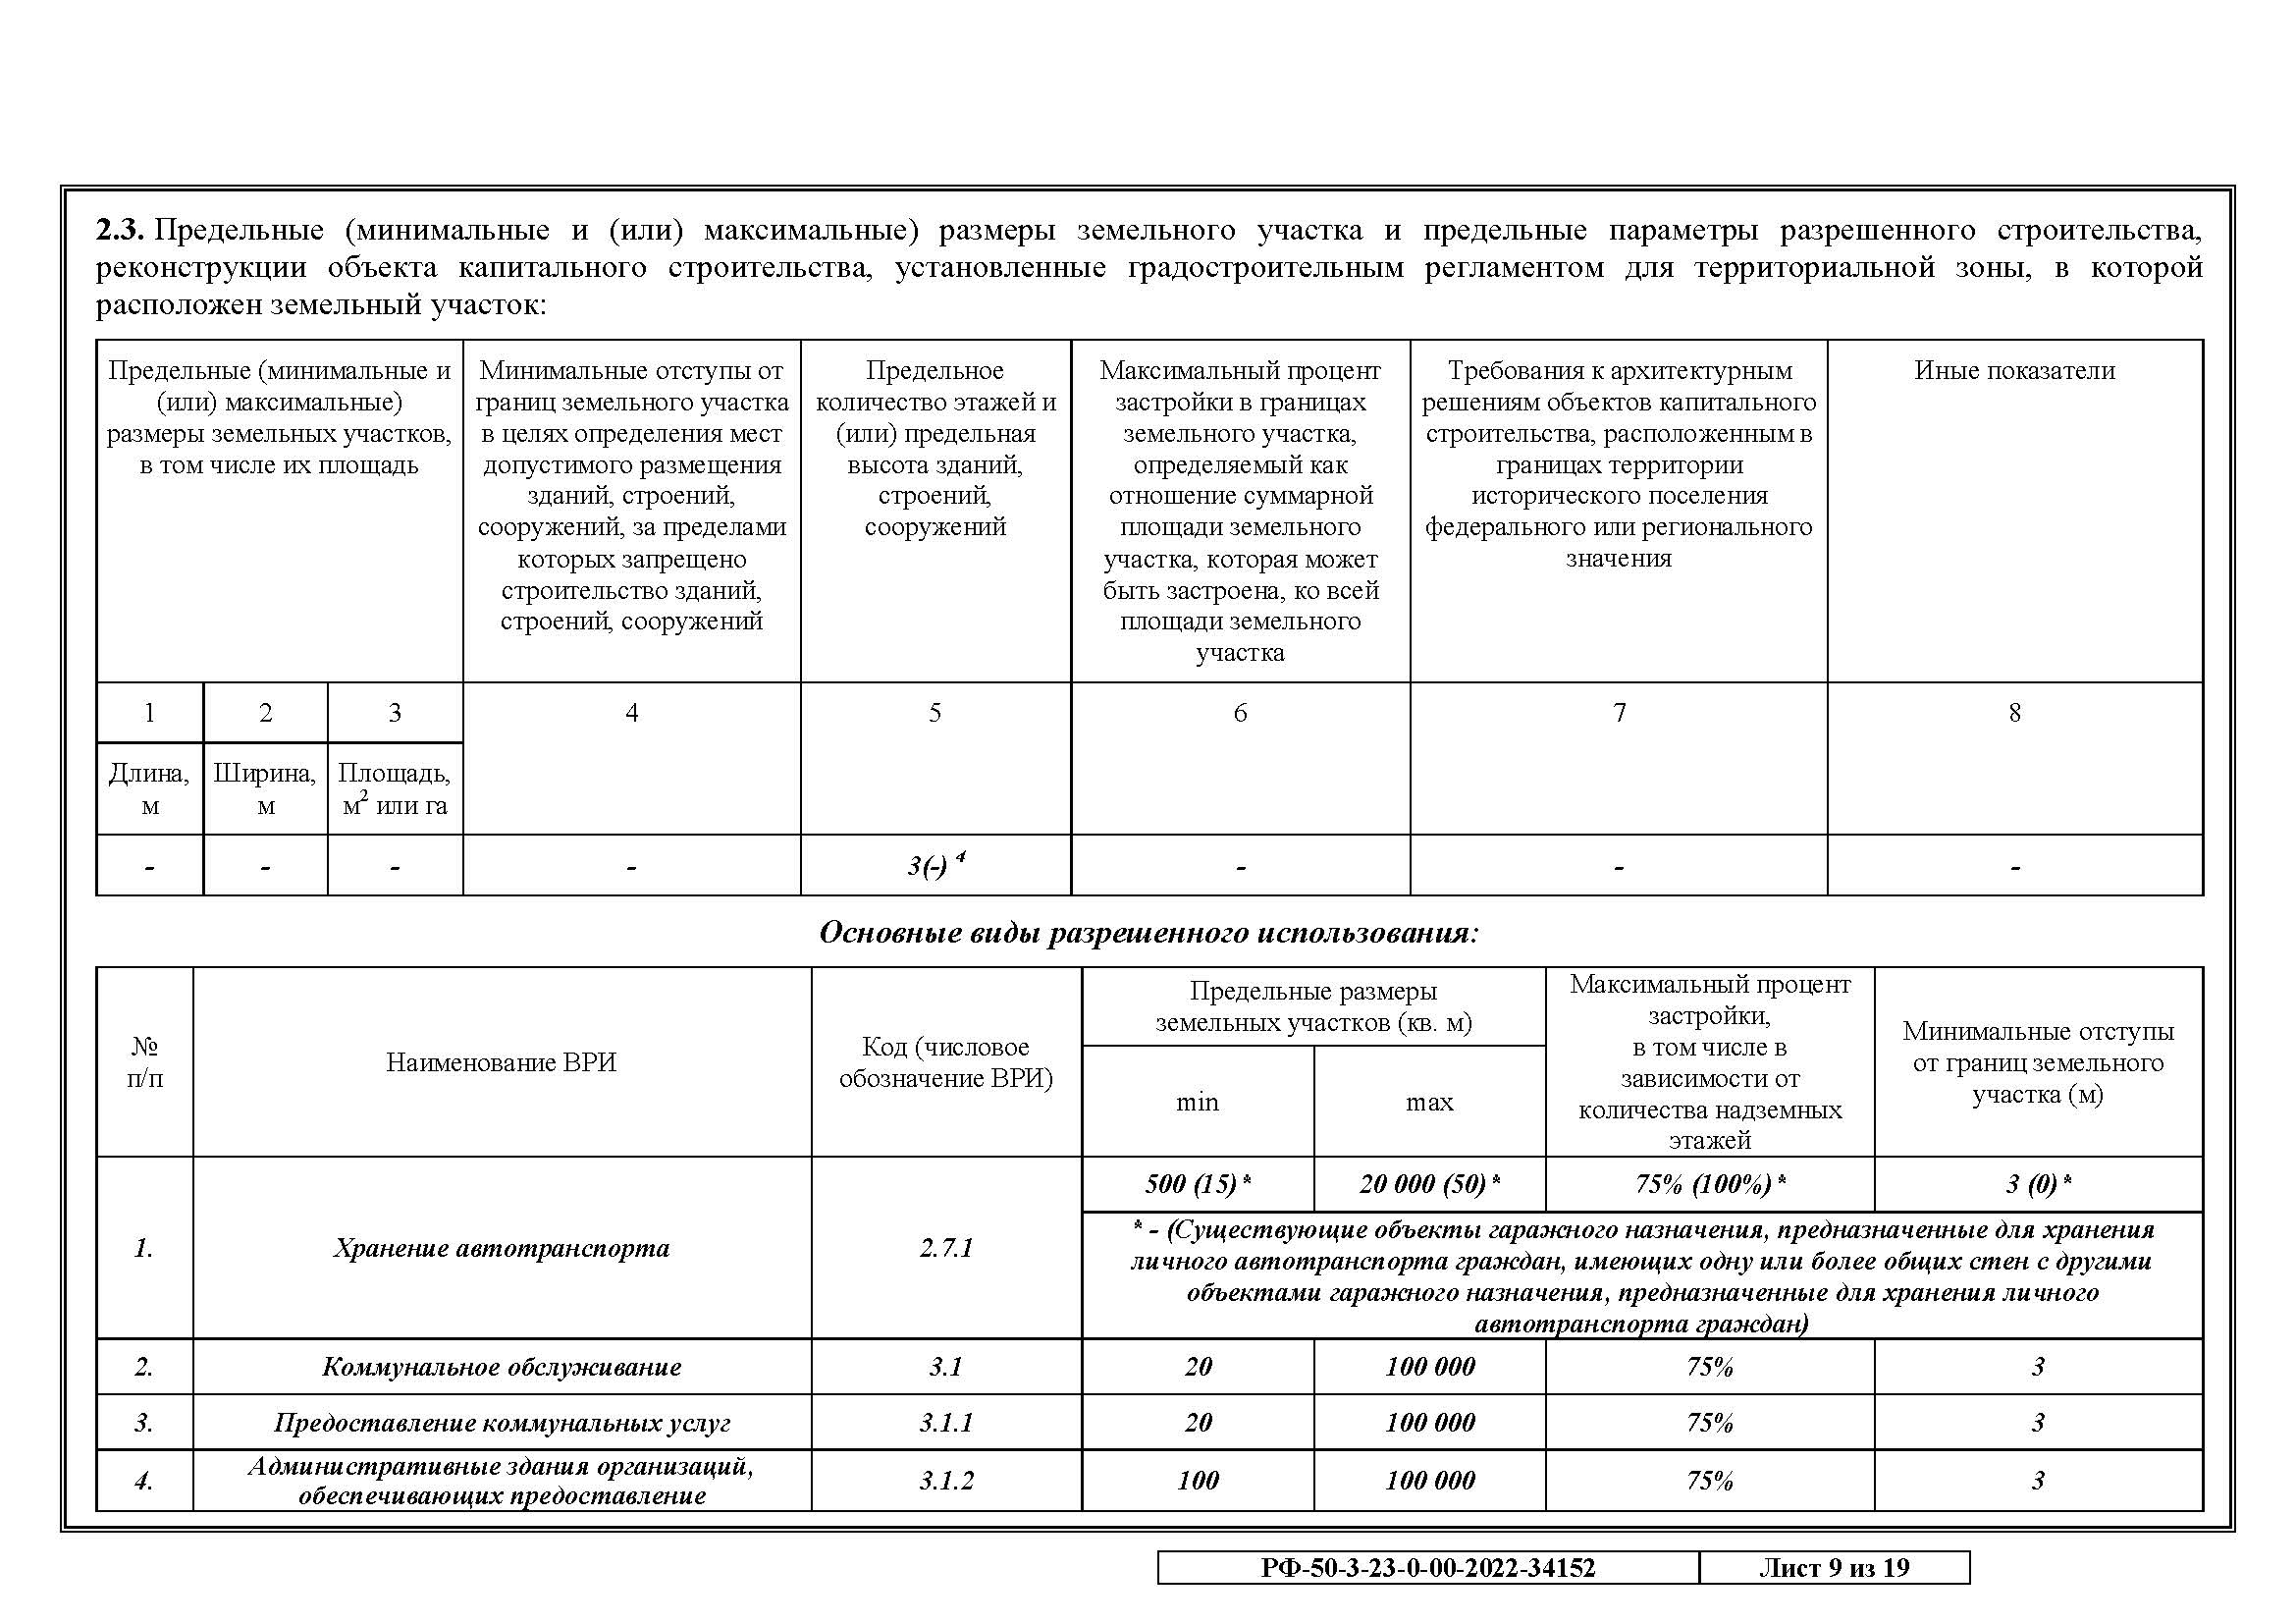 2.3. Предельные (минимальные и (или) максимальные) размеры земельного участка и предельные параметры разрешенного строительства,
реконструкции объекта капитального строительства, установленные градостроительным регламентом для территориальной зоны, в которой
расположен земельный участок:
Предельные (минимальные и
(или) максимальные)
размеры земельных участков,
в том числе их площадь
Минимальные отступы от
границ земельного участка
в целях определения мест
допустимого размещения
зданий, строений,
сооружений, за пределами
которых запрещено
строительство зданий,
строений, сооружений
Предельное
количество этажей и
(или) предельная
высота зданий,
строений,
сооружений
Максимальный процент
застройки в границах
земельного участка,
определяемый как
отношение суммарной
площади земельного
участка, которая может
быть застроена, ко всей
площади земельного
участка
Требования к архитектурным
решениям объектов капитального
строительства, расположенным в
границах территории
исторического поселения
федерального или регионального
значения
Иные показатели
1 2 3 4 5 6 7 8
Длина,
м
Ширина,
м
Площадь,
м² или га
- - - - 3(-) ⁴ - - -
Основные виды разрешенного использования:
№
п/п
Наименование ВРИ
Код (числовое
обозначение ВРИ)
Предельные размеры
земельных участков (кв. м)
min max
Максимальный процент
застройки,
в том числе в
зависимости от
количества надземных
этажей
Минимальные отступы
от границ земельного
участка (м)
1. Хранение автотранспорта 2.7.1 500 (15)* 20 000 (50)* 75% (100%)* 3 (0)*
* - (Существующие объекты гаражного назначения, предназначенные для хранения
личного автотранспорта граждан, имеющих одну или более общих стен с другими
объектами гаражного назначения, предназначенные для хранения личного
автотранспорта граждан)
2. Коммунальное обслуживание 3.1 20 100 000 75% 3
3. Предоставление коммунальных услуг 3.1.1 20 100 000 75% 3
4. Административные здания организаций,
обеспечивающих предоставление 3.1.2 100 100 000 75% 3
РФ-50-3-23-0-00-2022-34152 Лист 9 из 19